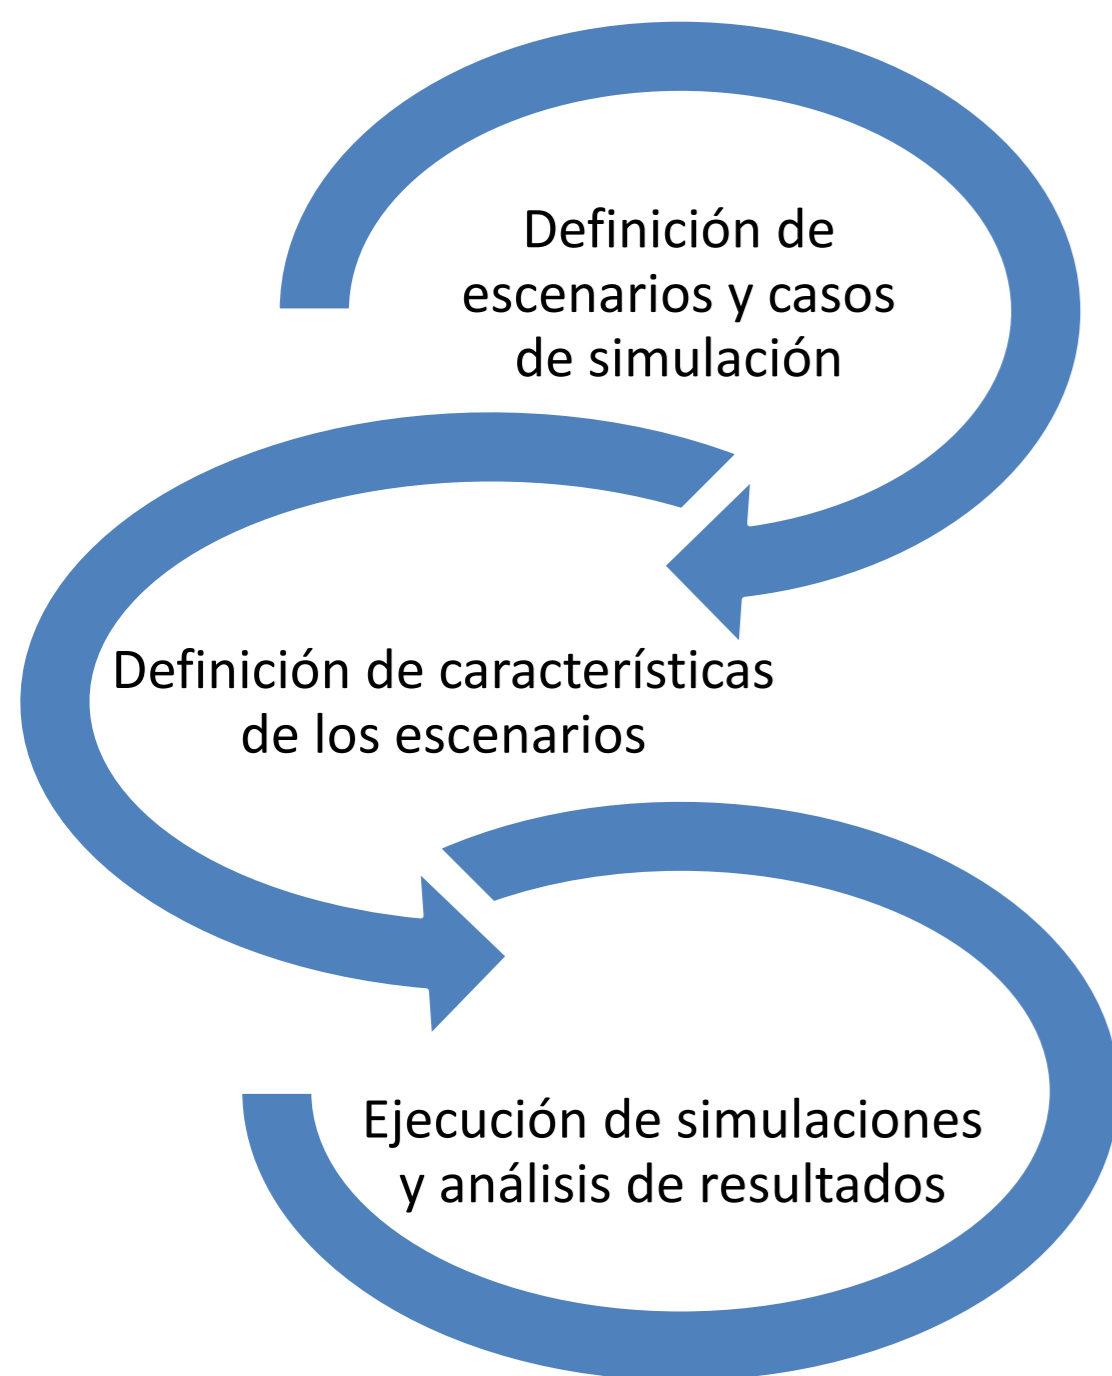 Definición de
escenarios y casos
de simulación
Definición de características
de los escenarios
Ejecución de simulaciones
y análisis de resultados